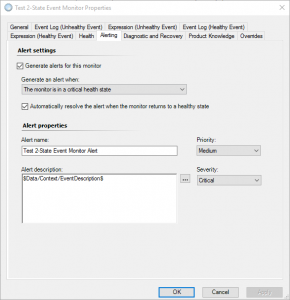 Test 2-State Event Monitor Properties
General Event Log (Unhealthy Event) Expression (Unhealthy Event) Event Log (Healthy Event)
Expression (Healthy Event) Health Alerting Diagnostic and Recovery Product Knowledge Overrides
Alert settings
Generate alerts for this monitor
Generate an alert when:
The monitor is in a critical health state
Automatically resolve the alert when the monitor returns to a healthy state
Alert properties
Alert name: Priority:
Test 2-State Event Monitor Alert Medium
Alert description: Severity:
$Data/Context/EventDescription$ ... Critical
OK Cancel Apply